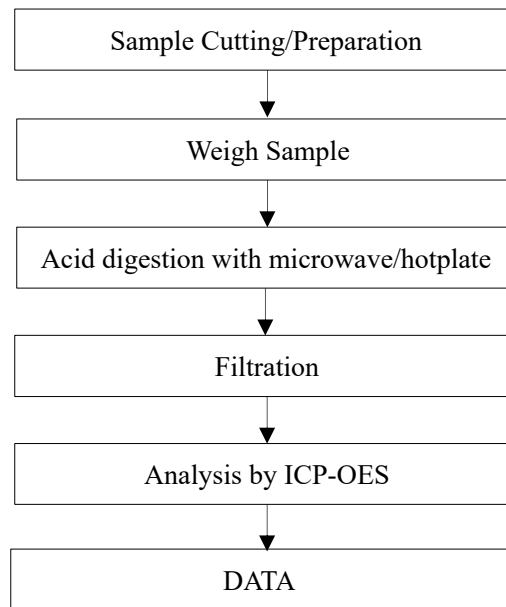 Sample Cutting/Preparation
Weigh Sample
Acid digestion with microwave/hotplate
Filtration
Analysis by ICP-OES
DATA